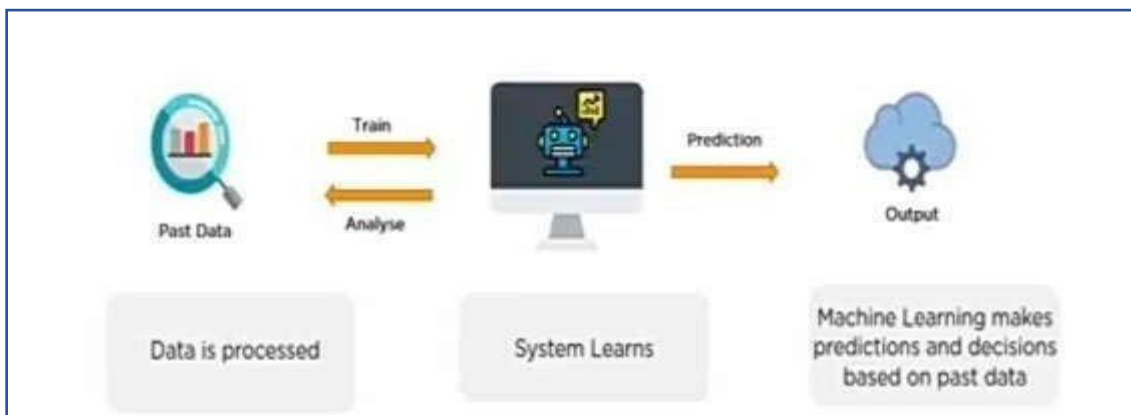 Train
Prediction
Past Data
Analyse
Output
Data is processed
System Learns
Machine Learning makes
predictions and decisions
based on past data